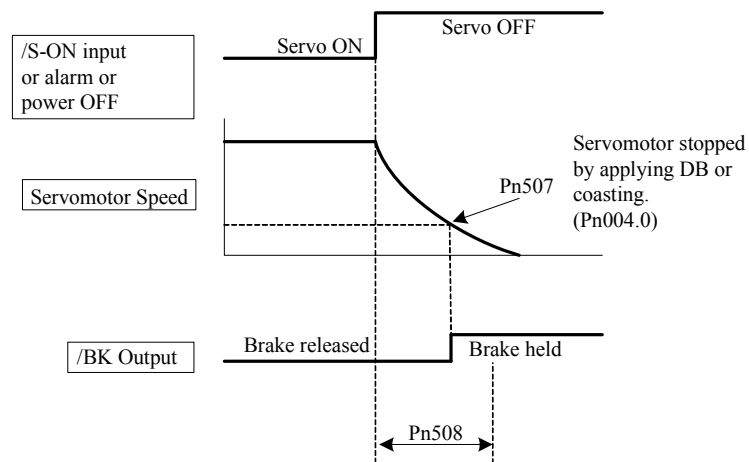 /S-ON input
or alarm or
power OFF
Servo ON
Servo OFF
Servomotor Speed
Pn507
Servomotor stopped
by applying DB or
coasting.
(Pn004.0)
/BK Output
Brake released
Brake held
Pn508